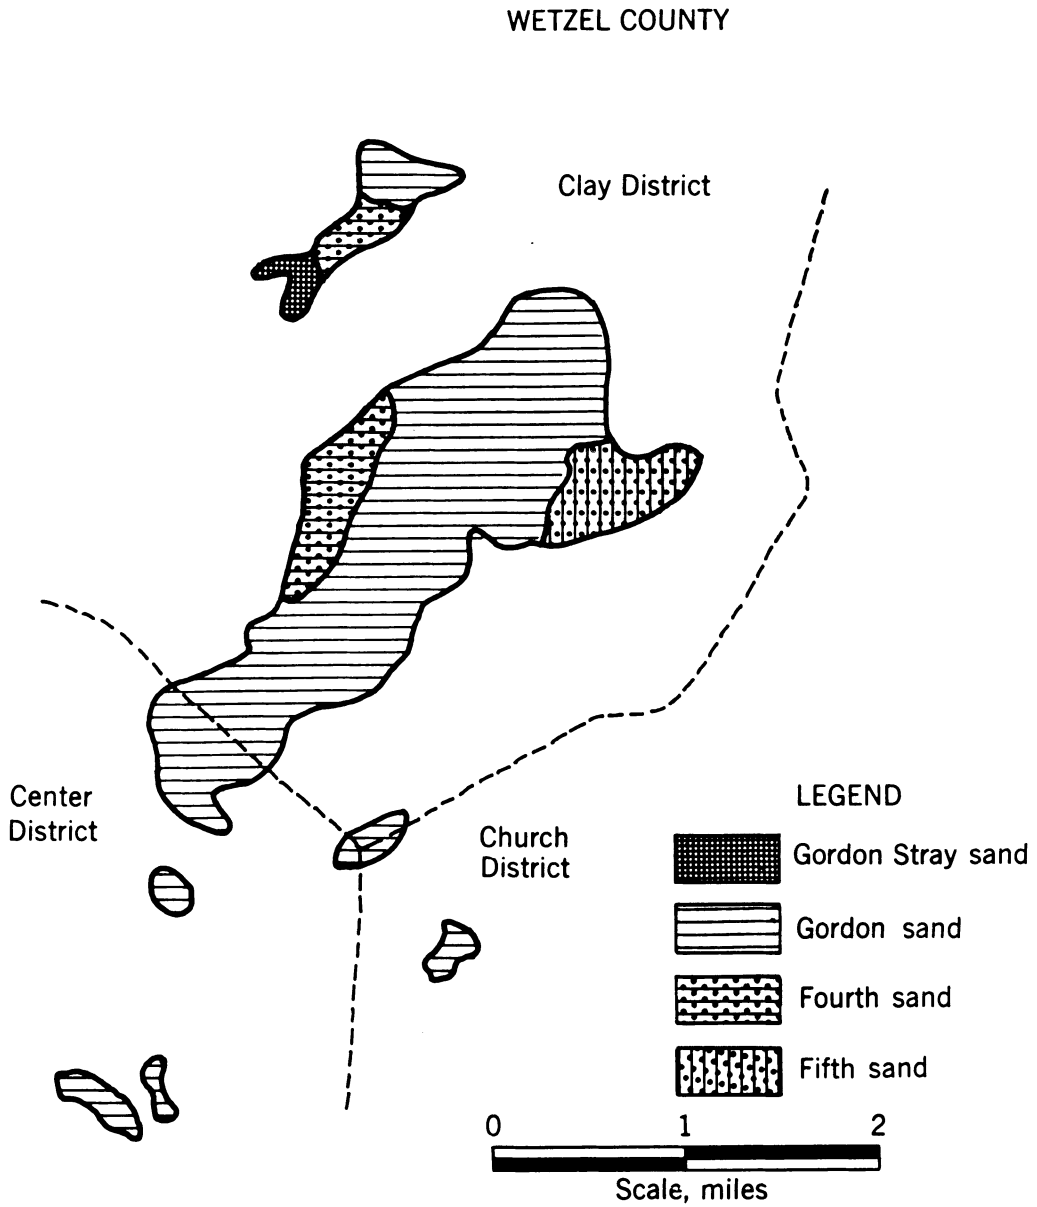 WETZEL COUNTY
Clay District
Center
District
Church
District
LEGEND
Gordon Stray sand
Gordon sand
Fourth sand
Fifth sand
0 1 2
Scale, miles